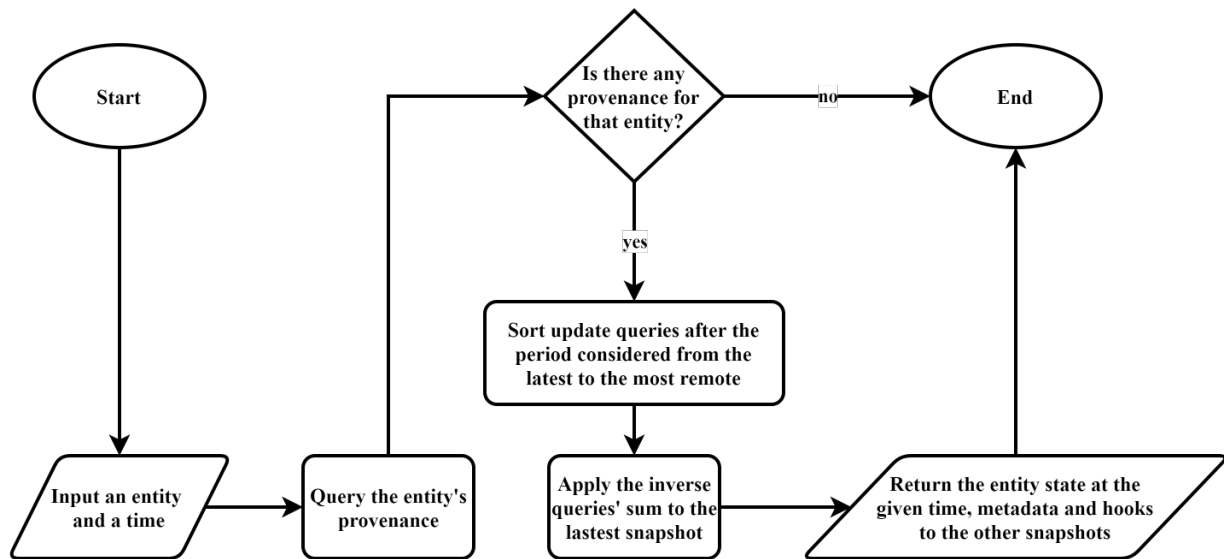 Start
Is there any
provenance for
that entity?
no
End
yes
Sort update queries after the
period considered from the
latest to the most remote
Input an entity
and a time
Query the entity's
provenance
Apply the inverse
queries' sum to the
lastest snapshot
Return the entity state at the
given time, metadata and hooks
to the other snapshots